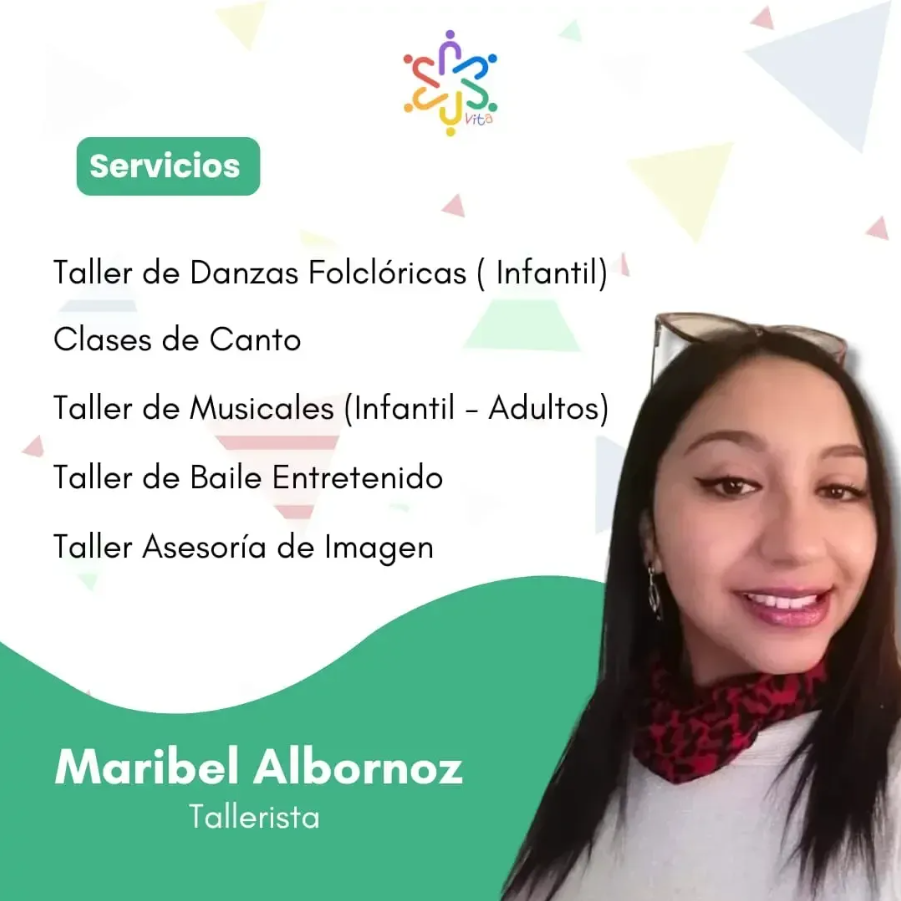 Vita
Servicios
Taller de Danzas Folclóricas ( Infantil)
Clases de Canto
Taller de Musicales (Infantil - Adultos)
Taller de Baile Entretenido
Taller Asesoría de Imagen
Maribel Albornoz
Tallerista